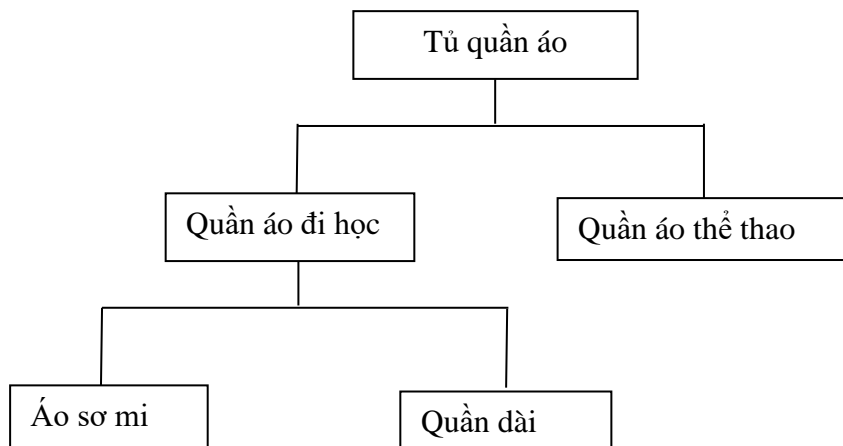 Tủ quần áo
Quần áo đi học
Quần áo thể thao
Áo sơ mi
Quần dài